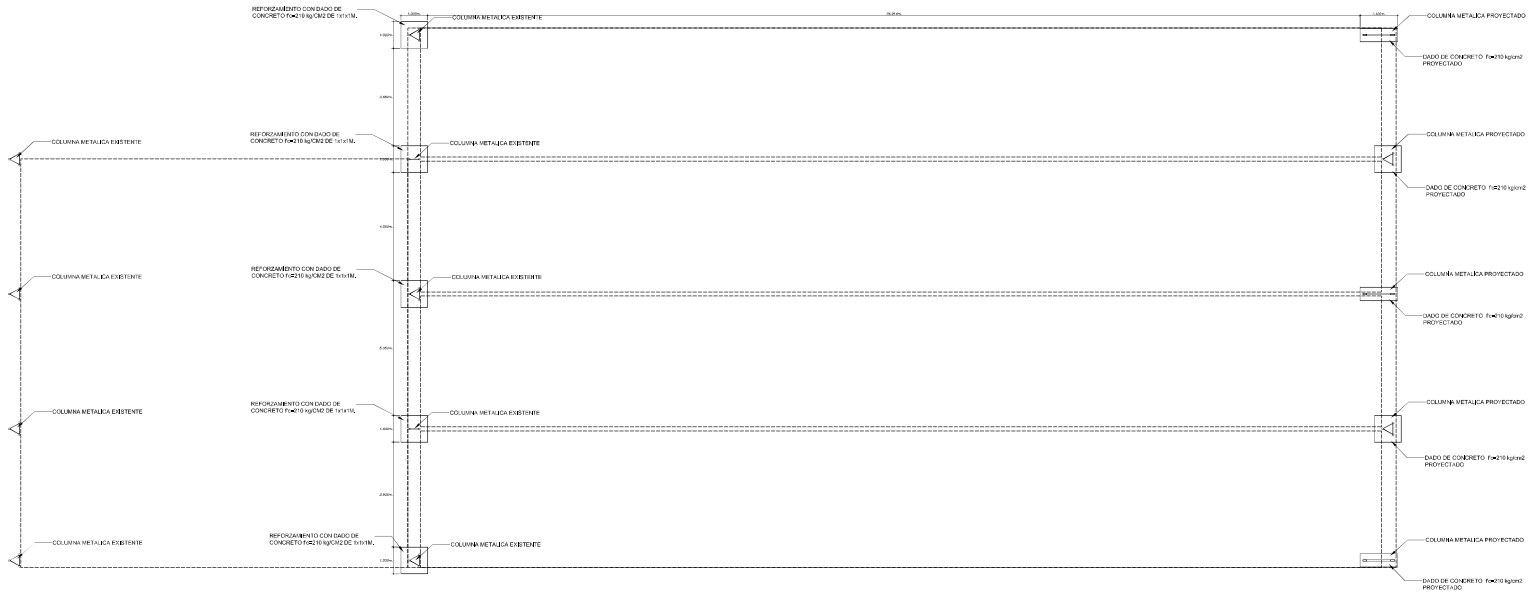 REFORZAMIENTO CON DADO DE
CONCRETO f'c=210 kg/CM2 DE 1x1x1M.
COLUMNA METALICA EXISTENTE
COLUMNA METALICA PROYECTADO
DADO DE CONCRETO f'c=210 kg/cm2
PROYECTADO
COLUMNA METALICA EXISTENTE
REFORZAMIENTO CON DADO DE
CONCRETO f'c=210 kg/CM2 DE 1x1x1M.
COLUMNA METALICA EXISTENTE
COLUMNA METALICA PROYECTADO
DADO DE CONCRETO f'c=210 kg/cm2
PROYECTADO
COLUMNA METALICA EXISTENTE
REFORZAMIENTO CON DADO DE
CONCRETO f'c=210 kg/CM2 DE 1x1x1M.
COLUMNA METALICA EXISTENTE
COLUMNA METALICA PROYECTADO
DADO DE CONCRETO f'c=210 kg/cm2
PROYECTADO
COLUMNA METALICA EXISTENTE
REFORZAMIENTO CON DADO DE
CONCRETO f'c=210 kg/CM2 DE 1x1x1M.
COLUMNA METALICA EXISTENTE
COLUMNA METALICA PROYECTADO
DADO DE CONCRETO f'c=210 kg/cm2
PROYECTADO
COLUMNA METALICA EXISTENTE
REFORZAMIENTO CON DADO DE
CONCRETO f'c=210 kg/CM2 DE 1x1x1M.
COLUMNA METALICA EXISTENTE
COLUMNA METALICA PROYECTADO
DADO DE CONCRETO f'c=210 kg/cm2
PROYECTADO